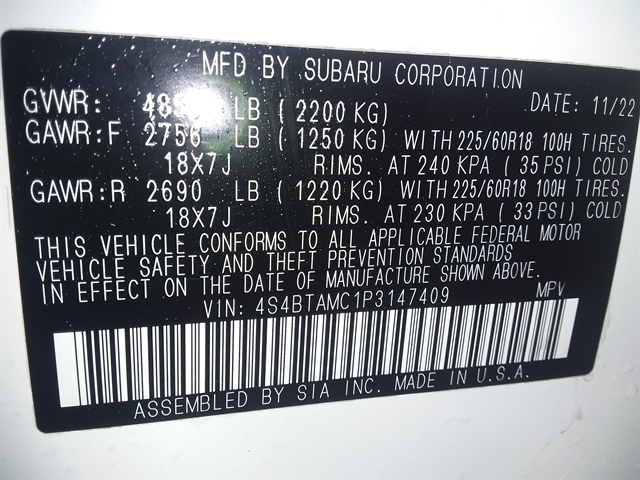 MFD BY SUBARU CORPORATION
GVWR: LB ( 2200 KG) DATE: 11/22
GAWR:F 2756 LB ( 1250 KG) WITH 225/60R18 100H TIRES.
18X7J RIMS. AT 240 KPA ( 35 PSI) COLD
GAWR:R 2690 LB ( 1220 KG) WITH 225/60R18 100H TIRES.
18X7J RIMS. AT 230 KPA ( 33 PSI) COLD
THIS VEHICLE CONFORMS TO ALL APPLICABLE FEDERAL MOTOR
VEHICLE SAFETY AND THEFT PREVENTION STANDARDS
IN EFFECT ON THE DATE OF MANUFACTURE SHOWN ABOVE.
VIN: 4S4BTAMC1P3147409 MPV
ASSEMBLED BY SIA INC. MADE IN U.S.A.